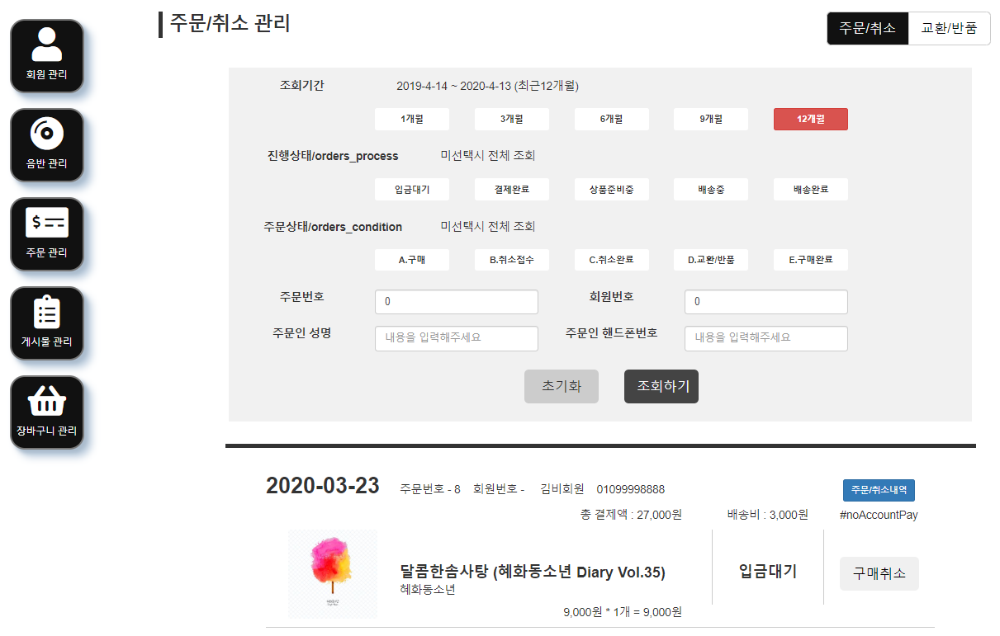 회원 관리
음반 관리
주문 관리
게시물 관리
장바구니 관리
주문/취소 관리
주문/취소 교환/반품
조회기간 2019-4-14 ~ 2020-4-13 (최근12개월)
1개월 3개월 6개월 9개월 12개월
진행상태/orders_process 미선택시 전체 조회
입금대기 결제완료 상품준비중 배송중 배송완료
주문상태/orders_condition 미선택시 전체 조회
A.구매 B.취소접수 C.취소완료 D.교환/반품 E.구매완료
주문번호 0 회원번호 0
주문인 성명 내용을 입력해주세요 주문인 핸드폰번호 내용을 입력해주세요
초기화 조회하기
2020-03-23 주문번호 - 8 회원번호 - 김비회원 01099998888 주문/취소내역
총 결제액 : 27,000원 배송비 : 3,000원 #noAccountPay
달콤한솜사탕 (혜화동소년 Diary Vol.35) 입금대기 구매취소
혜화동소년
9,000원 * 1개 = 9,000원